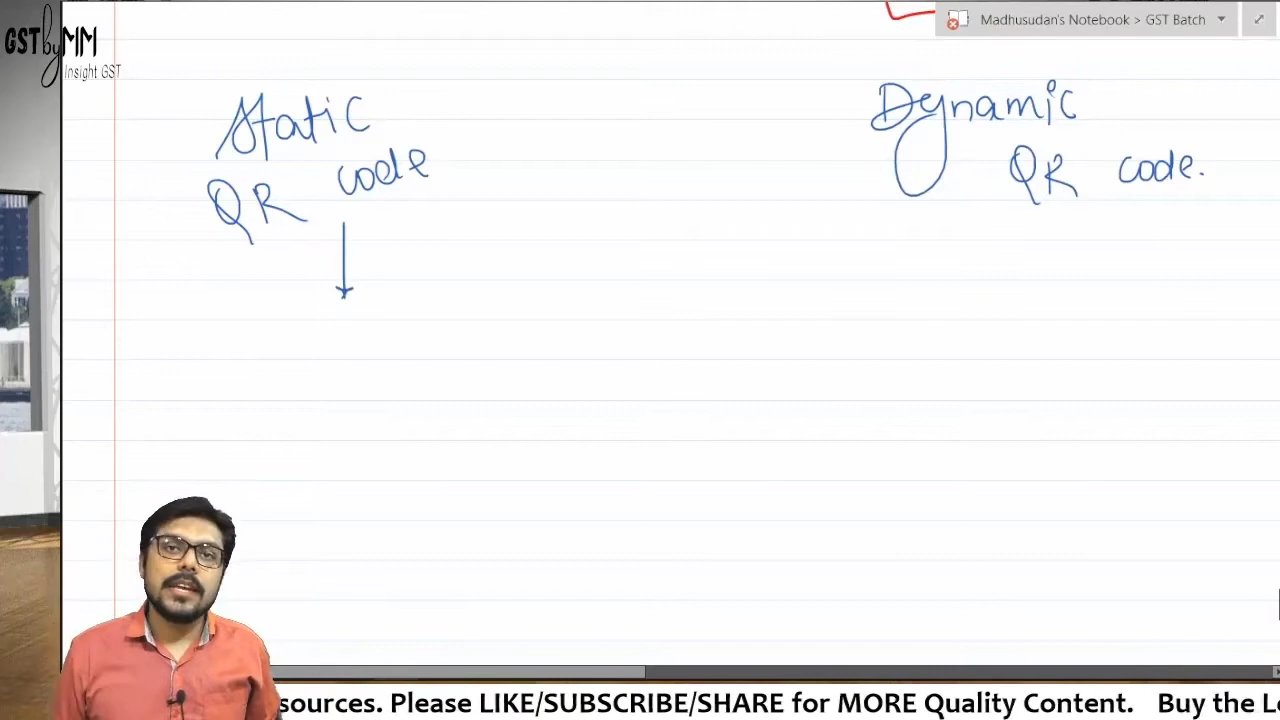 GST by MM
Insight GST
Madhusudan's Notebook > GST Batch
Static
QR code
Dynamic
QR code.
sources. Please LIKE/SUBSCRIBE/SHARE for MORE Quality Content. Buy the L